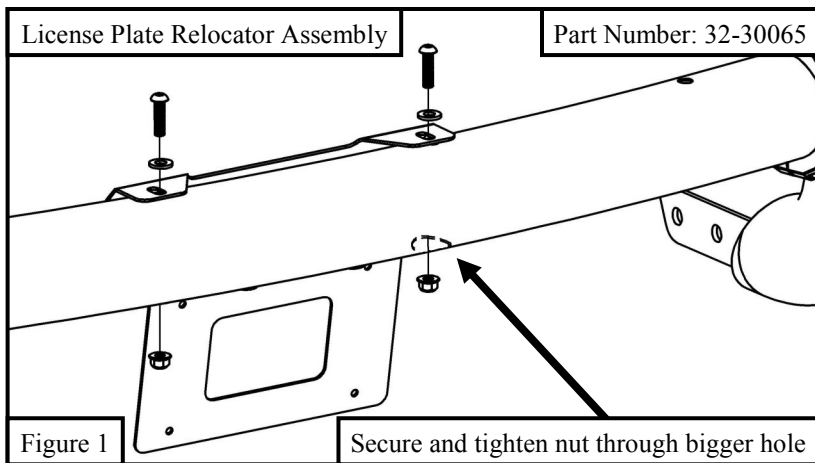 License Plate Relocator Assembly
Part Number: 32-30065
Figure 1
Secure and tighten nut through bigger hole